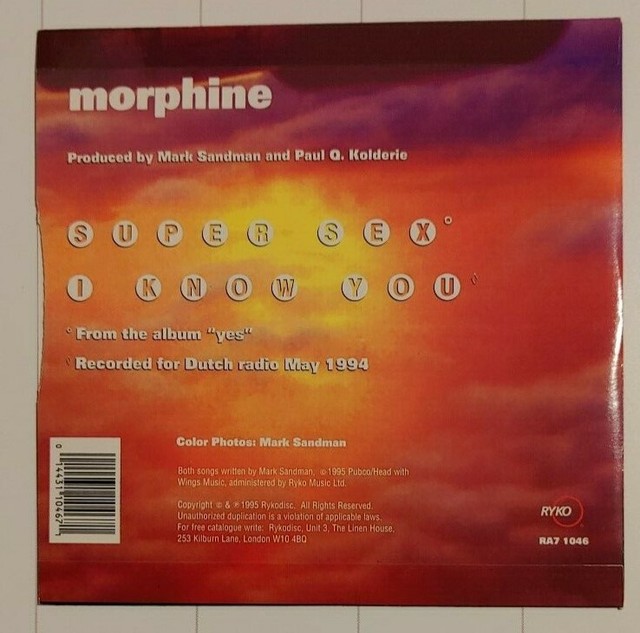 morphine
Produced by Mark Sandman and Paul Q. Kolderie
SUPER SEX°
I KNOW YOU◊
° From the album "yes"
◊ Recorded for Dutch radio May 1994
Color Photos: Mark Sandman
Both songs written by Mark Sandman, © 1995 Pubco/Head with
Wings Music, administered by Ryko Music Ltd.
Copyright © & ℗ 1995 Rykodisc. All Rights Reserved.
Unauthorized duplication is a violation of applicable laws.
For free catalogue write: Rykodisc, Unit 3, The Linen House,
253 Kilburn Lane, London W10 4BQ
0 14431 10467
RYKO
RA7 1046